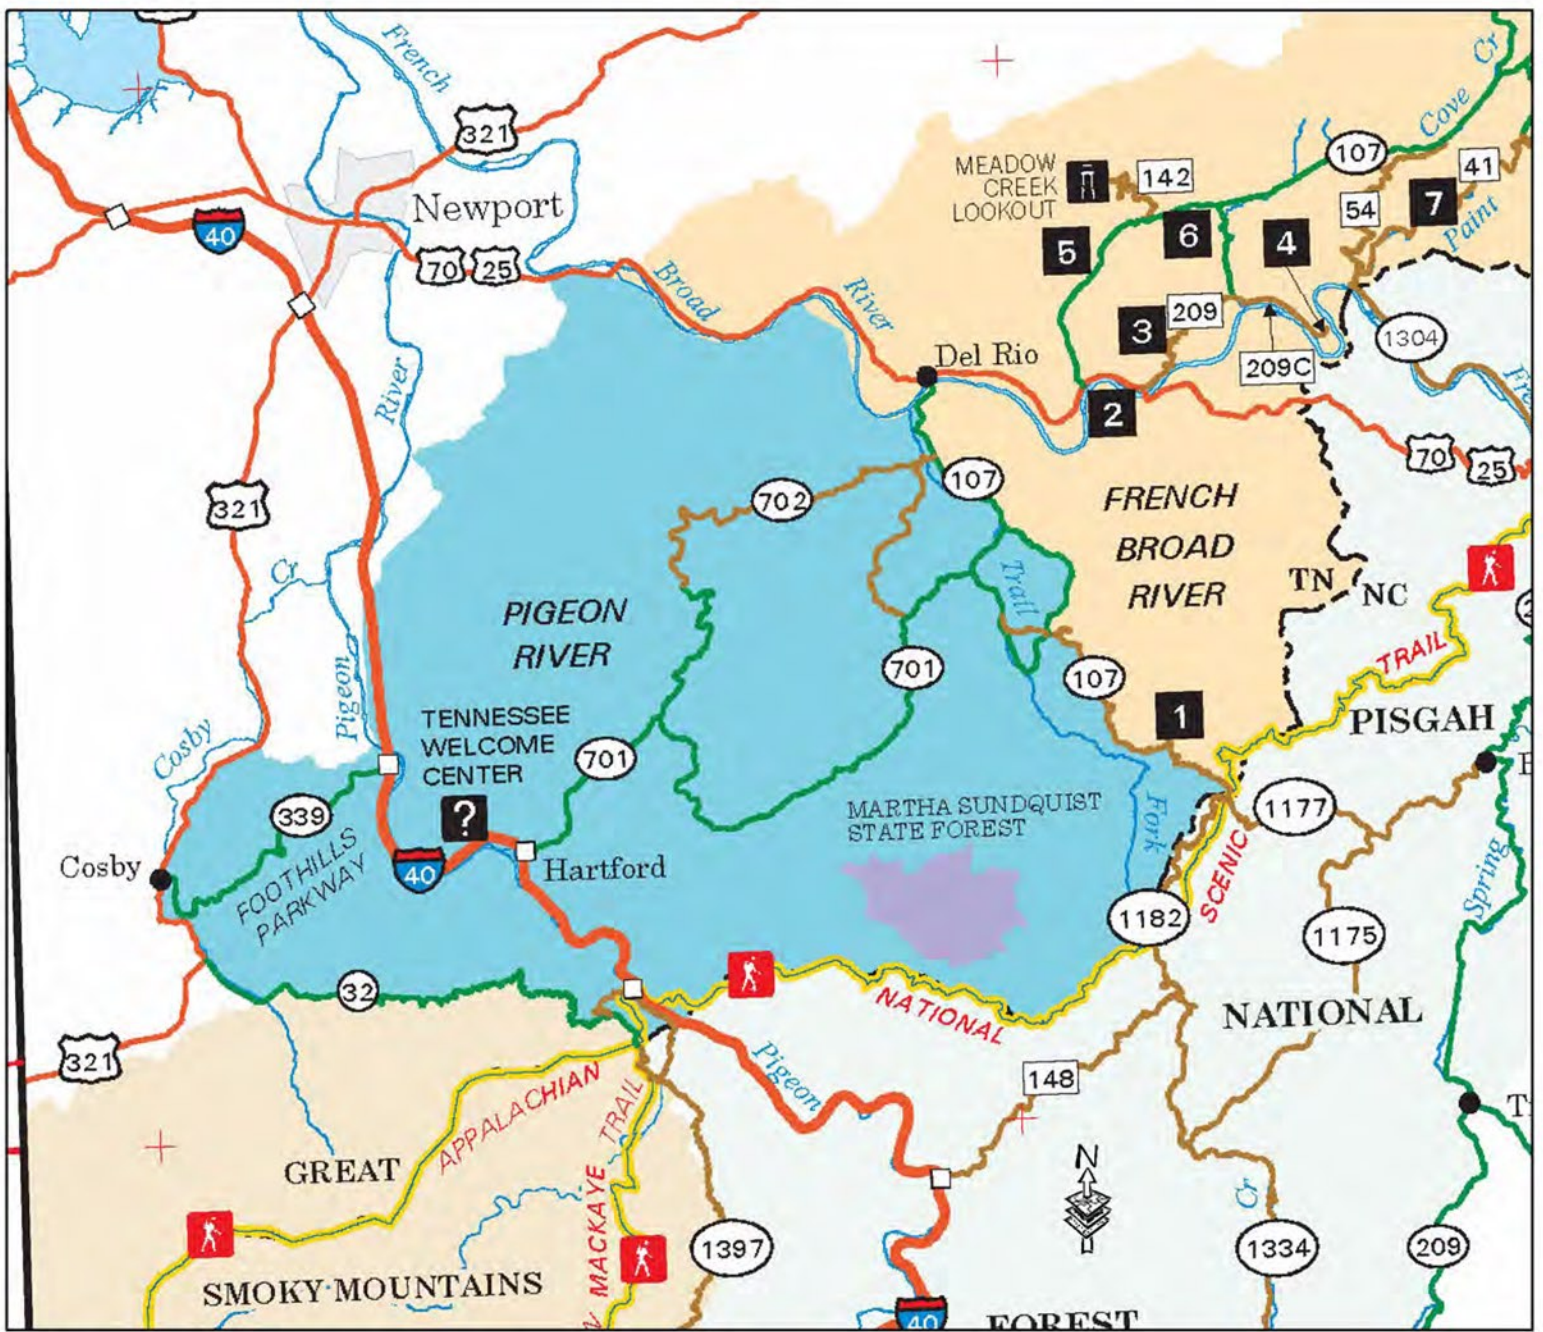 French
321
Newport
40
70
25
Broad
River
MEADOW
CREEK
LOOKOUT
142
107
Cove
Cr
41
54
7
Paint
5
6
4
3
209
209C
1304
Del Rio
2
70
25
321
River
Cr
702
107
FRENCH
BROAD
RIVER
TN
NC
Trail
PIGEON
RIVER
701
107
1
TRAIL
PISGAH
Pigeon
Cosby
TENNESSEE
WELCOME
CENTER
?
701
339
FOOTHILLS
PARKWAY
Cosby
40
Hartford
MARTHA SUNDQUIST
STATE FOREST
Fork
1177
SCENIC
1182
1175
Spring
32
NATIONAL
NATIONAL
321
Pigeon
148
APPALACHIAN
TRAIL
MACKAYE
GREAT
SMOKY MOUNTAINS
N
Cr
1397
1334
209
40
FOREST